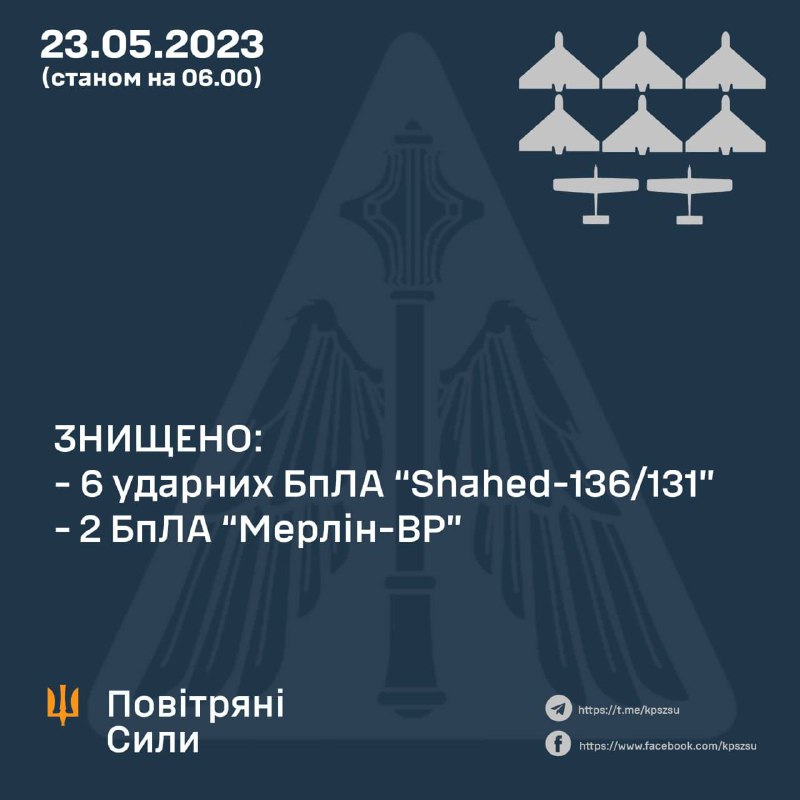 23.05.2023
(станом на 06.00)
ЗНИЩЕНО:
- 6 ударних БпЛА “Shahed-136/131”
- 2 БпЛА “Мерлін-ВР”
Повітряні
Сили
https://t.me/kpszsu
https://www.facebook.com/kpszsu